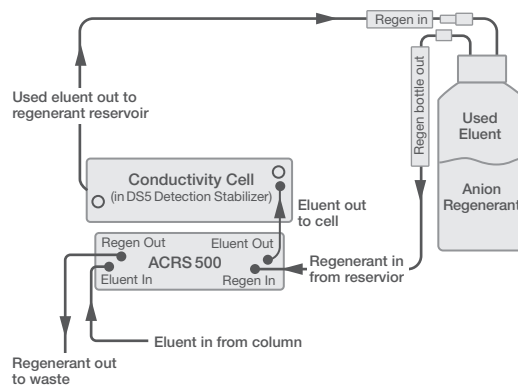 Regen in
Used eluent out to
regenerant reservoir
Regen bottle out
Used
Eluent
Anion
Regenerant
Conductivity Cell
(in DS5 Detection Stabilizer)
Eluent out
to cell
Regen Out
Eluent Out
ACRS 500
Eluent In
Regen In
Regenerant in
from reservior
Eluent in from column
Regenerant out
to waste